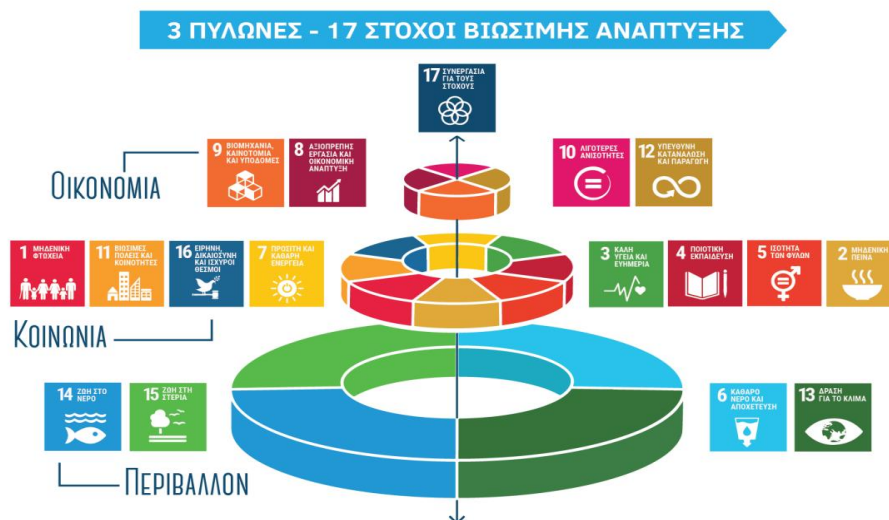 3 ΠΥΛΩΝΕΣ - 17 ΣΤΟΧΟΙ ΒΙΩΣΙΜΗΣ ΑΝΑΠΤΥΞΗΣ
17 ΣΥΝΕΡΓΑΣΙΑ
ΓΙΑ ΤΟΥΣ
ΣΤΟΧΟΥΣ
9 ΒΙΟΜΗΧΑΝΙΑ,
ΚΑΙΝΟΤΟΜΙΑ,
ΚΑΙ ΥΠΟΔΟΜΕΣ
8 ΑΞΙΟΠΡΕΠΗΣ
ΕΡΓΑΣΙΑ ΚΑΙ
ΟΙΚΟΝΟΜΙΚΗ
ΑΝΑΠΤΥΞΗ
10 ΛΙΓΟΤΕΡΕΣ
ΑΝΙΣΟΤΗΤΕΣ
12 ΥΠΕΥΘΥΝΗ
ΚΑΤΑΝΑΛΩΣΗ
ΚΑΙ ΠΑΡΑΓΩΓΗ
ΟΙΚΟΝΟΜΙΑ
1 ΜΗΔΕΝΙΚΗ
ΦΤΩΧΕΙΑ
11 ΒΙΩΣΙΜΕΣ
ΠΟΛΕΙΣ ΚΑΙ
ΚΟΙΝΟΤΗΤΕΣ
16 ΕΙΡΗΝΗ,
ΔΙΚΑΙΟΣΥΝΗ
ΚΑΙ ΙΣΧΥΡΟΙ
ΘΕΣΜΟΙ
7 ΠΡΟΣΙΤΗ ΚΑΙ
ΚΑΘΑΡΗ
ΕΝΕΡΓΕΙΑ
3 ΚΑΛΗ
ΥΓΕΙΑ ΚΑΙ
ΕΥΗΜΕΡΙΑ
4 ΠΟΙΟΤΙΚΗ
ΕΚΠΑΙΔΕΥΣΗ
5 ΙΣΟΤΗΤΑ
ΤΩΝ ΦΥΛΩΝ
2 ΜΗΔΕΝΙΚΗ
ΠΕΙΝΑ
ΚΟΙΝΩΝΙΑ
14 ΖΩΗ ΣΤΟ
ΝΕΡΟ
15 ΖΩΗ ΣΤΗ
ΣΤΕΡΙΑ
6 ΚΑΘΑΡΟ
ΝΕΡΟ ΚΑΙ
ΑΠΟΧΕΤΕΥΣΗ
13 ΔΡΑΣΗ
ΓΙΑ ΤΟ ΚΛΙΜΑ
ΠΕΡΙΒΑΛΛΟΝ